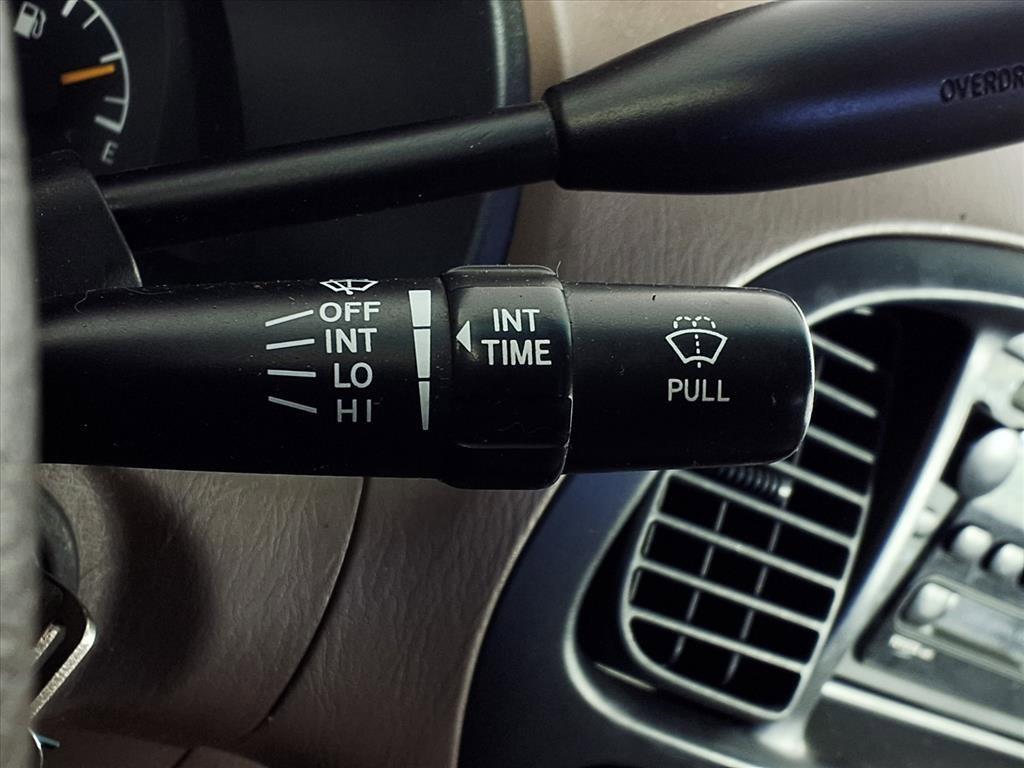 OVERDR
E
OFF
INT
LO
HI
INT
TIME
PULL